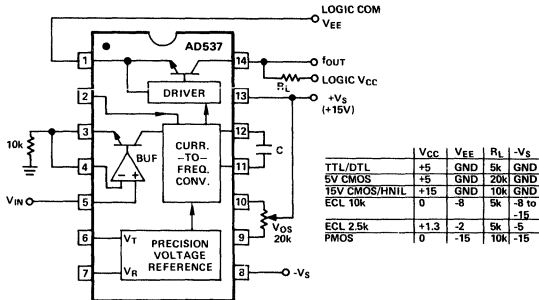 LOGIC COM
VEE
AD537
1
14
fOUT
RL
LOGIC VCC
DRIVER
2
13
+VS
(+15V)
10k
3
12
BUF
CURR.
-TO-
FREQ.
CONV.
C
4
11
- +
VIN
5
10
VOS
20k
6
VT
9
PRECISION
VOLTAGE
REFERENCE
7
VR
8
-VS
VCC VEE RL -VS
TTL/DTL +5 GND 5k GND
5V CMOS +5 GND 20k GND
15V CMOS/HNIL +15 GND 10k GND
ECL 10k 0 -8 5k -8 to
-15
ECL 2.5k +1.3 -2 5k -5
PMOS 0 -15 10k -15